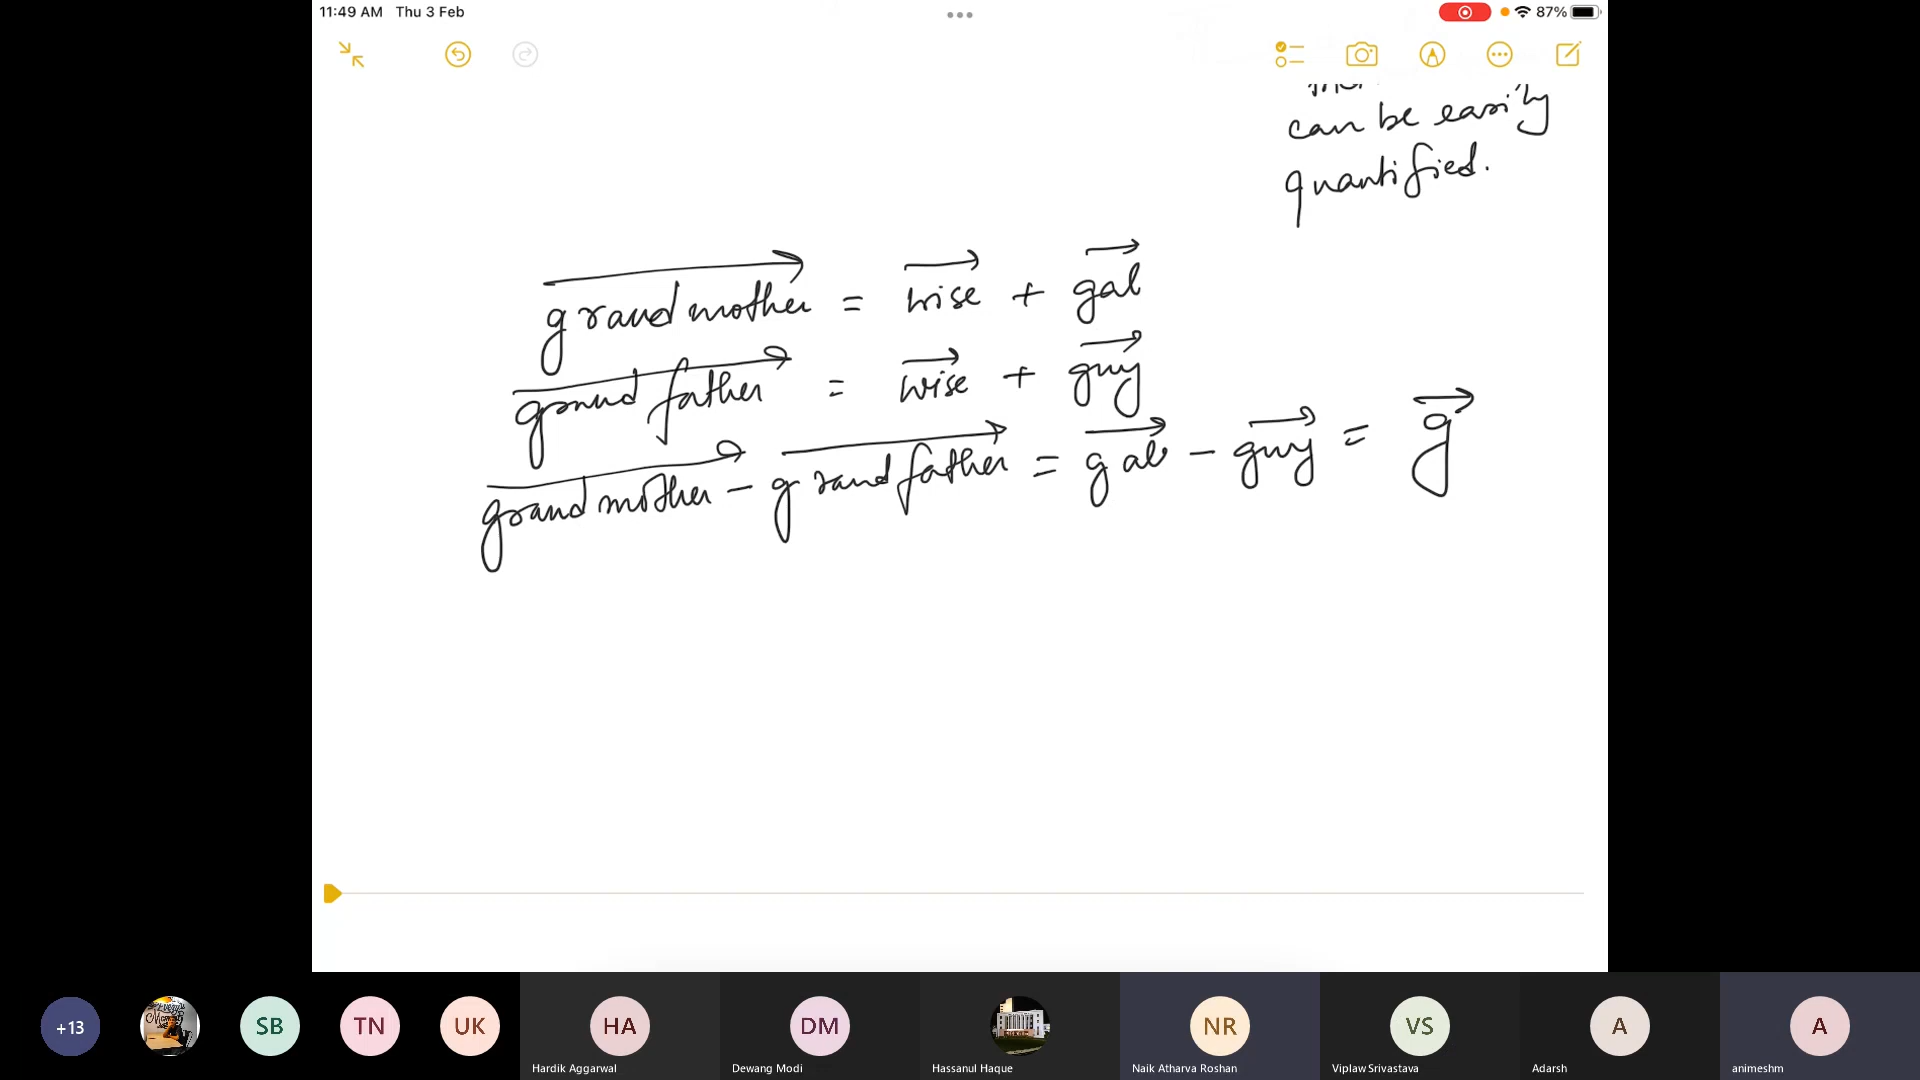 11:49 AM Thu 3 Feb
87%
can be easily
quantified.
grandmother = wise + gal
grandfather = wise + guy
grandmother - grandfather = gal - guy = g
+13
SB
TN
UK
HA
DM
NR
VS
A
A
Hardik Aggarwal
Dewang Modi
Hassanul Haque
Naik Atharva Roshan
Viplaw Srivastava
Adarsh
animeshm